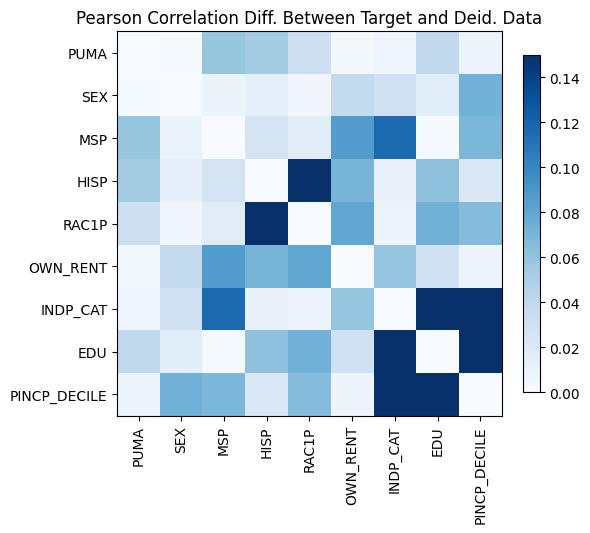 Pearson Correlation Diff. Between Target and Deid. Data
PUMA
SEX
MSP
HISP
RAC1P
OWN_RENT
INDP_CAT
EDU
PINCP_DECILE
PUMA
SEX
MSP
HISP
RAC1P
OWN_RENT
INDP_CAT
EDU
PINCP_DECILE
0.14
0.12
0.10
0.08
0.06
0.04
0.02
0.00